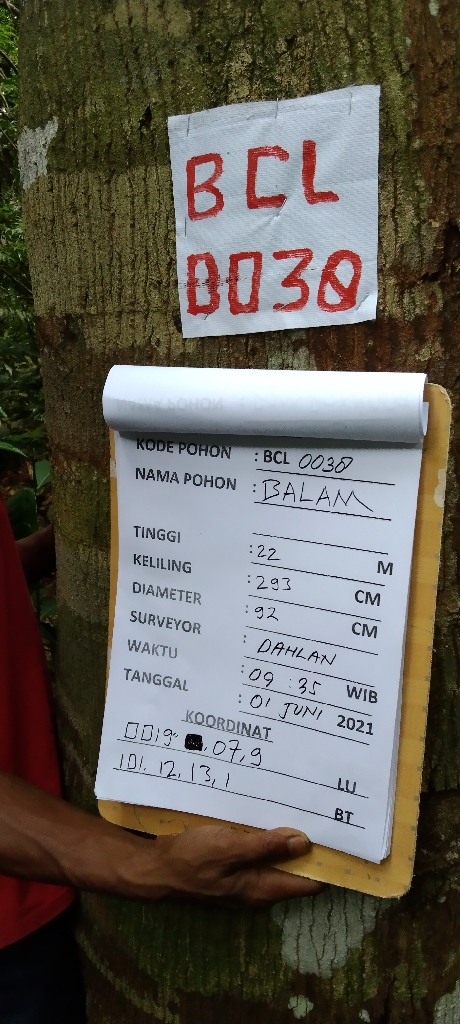 BCL
0030
KODE POHON : BCL 0030
NAMA POHON : BALAM
TINGGI : 22 M
KELILING : 293 CM
DIAMETER : 92 CM
SURVEYOR : DAHLAN
WAKTU : 09 : 35 WIB
TANGGAL : 01 JUNI 2021
KOORDINAT
0019. , 07,9 LU
101. 12, 13, 1 BT